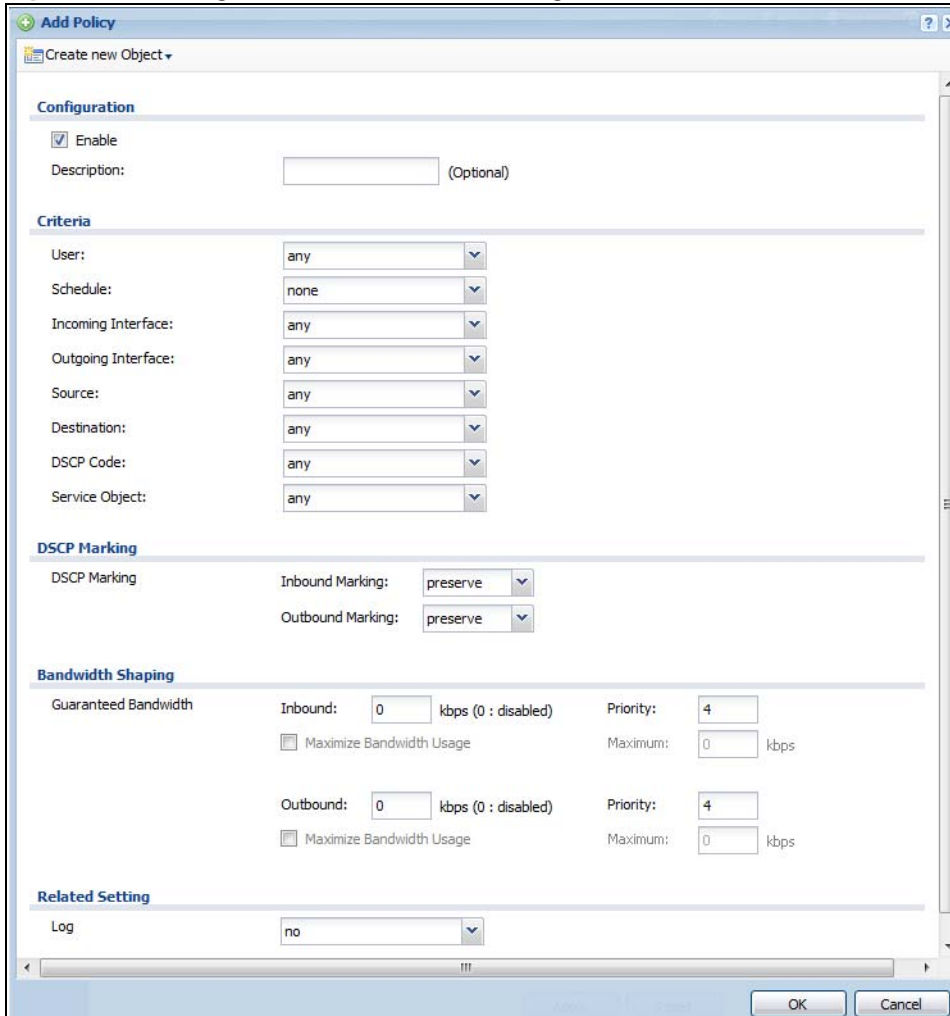 Add Policy ?
Create new Object
Configuration
Enable
Description: (Optional)
Criteria
User: any
Schedule: none
Incoming Interface: any
Outgoing Interface: any
Source: any
Destination: any
DSCP Code: any
Service Object: any
DSCP Marking
DSCP Marking Inbound Marking: preserve
Outbound Marking: preserve
Bandwidth Shaping
Guaranteed Bandwidth Inbound: 0 kbps (0 : disabled) Priority: 4
Maximize Bandwidth Usage Maximum: 0 kbps
Outbound: 0 kbps (0 : disabled) Priority: 4
Maximize Bandwidth Usage Maximum: 0 kbps
Related Setting
Log no
OK Cancel